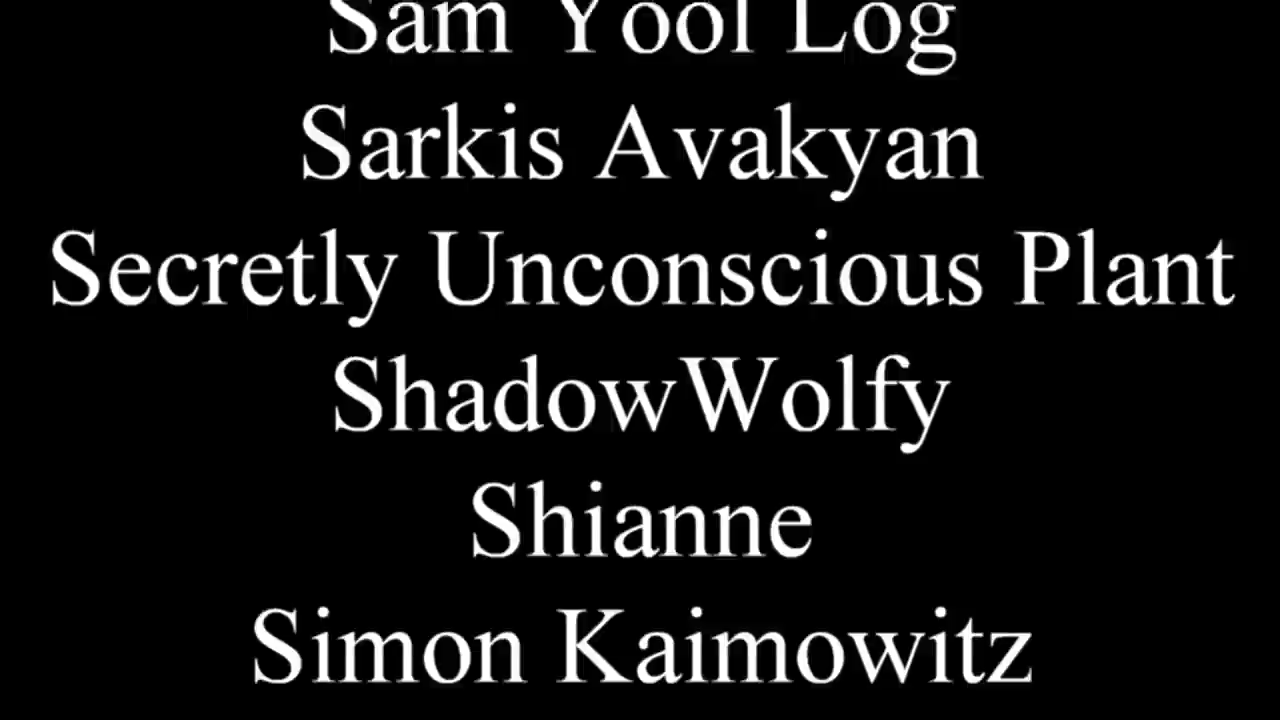 Sam Yool Log
Sarkis Avakyan
Secretly Unconscious Plant
ShadowWolfy
Shianne
Simon Kaimowitz